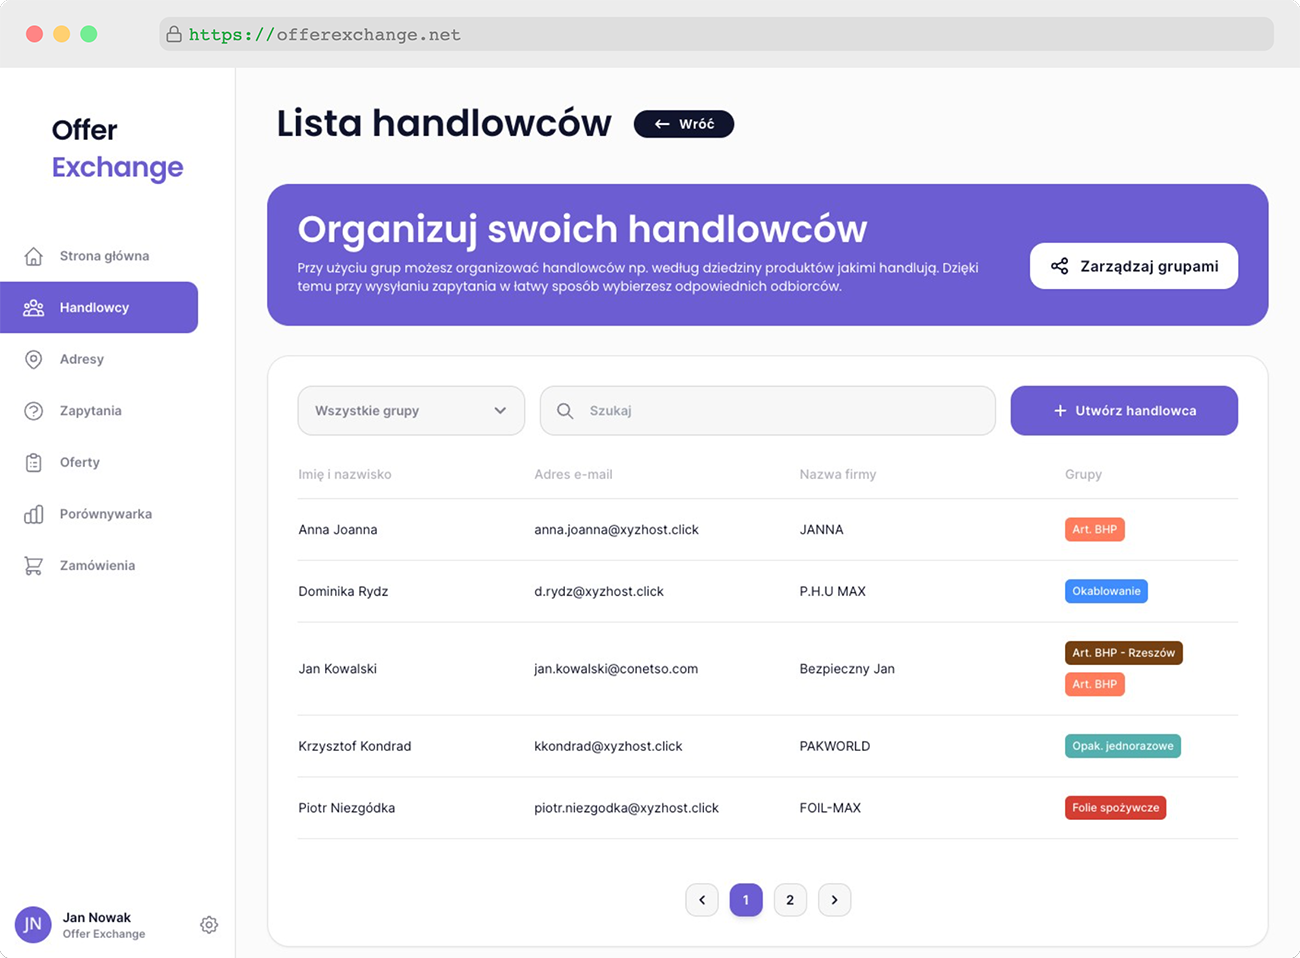 https://offerexchange.net
Offer
Exchange
Strona główna
Handlowcy
Adresy
Zapytania
Oferty
Porównywarka
Zamówienia
JN
Jan Nowak
Offer Exchange
Lista handlowców
Wróć
Organizuj swoich handlowców
Przy użyciu grup możesz organizować handlowców np. według dziedziny produktów jakimi handlują. Dzięki
temu przy wysyłaniu zapytania w łatwy sposób wybierzesz odpowiednich odbiorców.
Zarządzaj grupami
Wszystkie grupy
Szukaj
+ Utwórz handlowca
Imię i nazwisko Adres e-mail Nazwa firmy Grupy
Anna Joanna anna.joanna@xyzhost.click JANNA Art. BHP
Dominika Rydz d.rydz@xyzhost.click P.H.U MAX Okablowanie
Jan Kowalski jan.kowalski@conetso.com Bezpieczny Jan Art. BHP - Rzeszów
Art. BHP
Krzysztof Kondrad kkondrad@xyzhost.click PAKWORLD Opak. jednorazowe
Piotr Niezgódka piotr.niezgodka@xyzhost.click FOIL-MAX Folie spożywcze
1 2